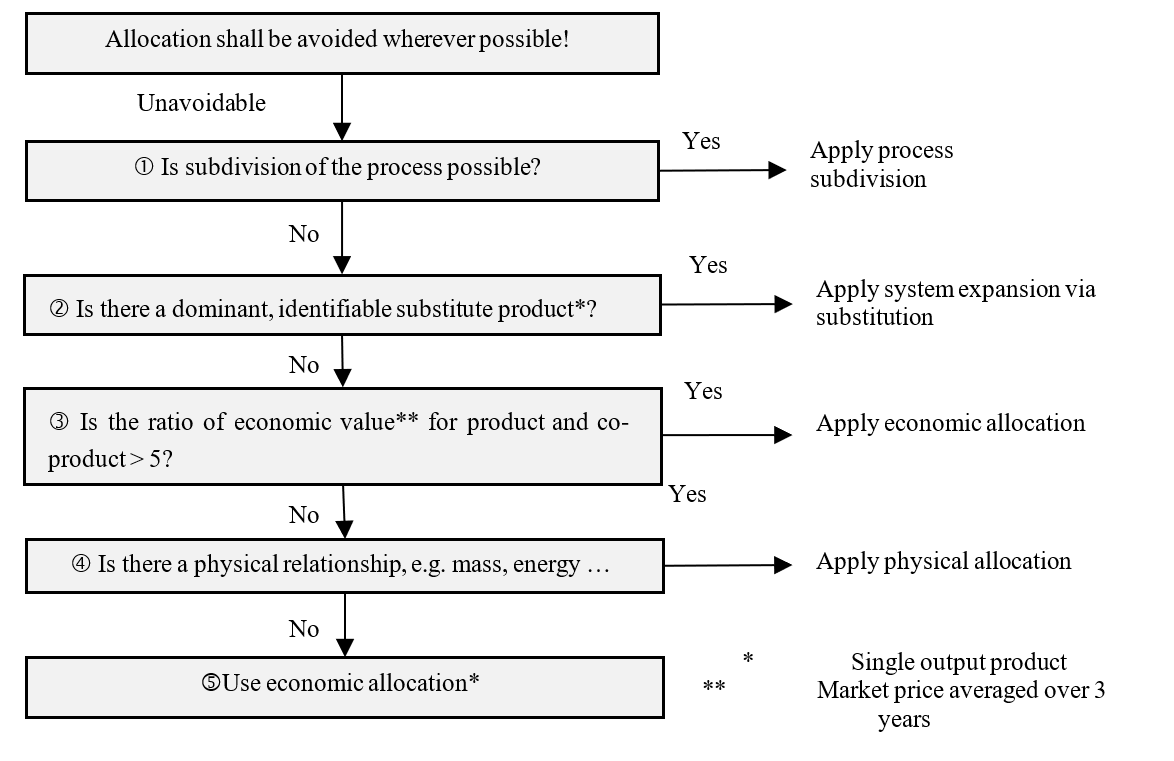 Allocation shall be avoided wherever possible!
Unavoidable
① Is subdivision of the process possible?
Yes
Apply process
subdivision
No
② Is there a dominant, identifiable substitute product*?
Yes
Apply system expansion via
substitution
No
③ Is the ratio of economic value** for product and co-
product > 5?
Yes
Apply economic allocation
No
Yes
④ Is there a physical relationship, e.g. mass, energy …
Apply physical allocation
No
⑤Use economic allocation*
* Single output product
** Market price averaged over 3
years